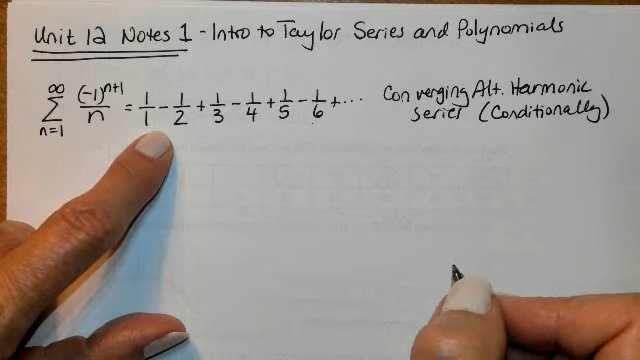 Unit 12 Notes 1 - Intro to Taylor Series and Polynomials
∞ ∑ n=1 (-1)^(n+1)/n = 1/1 - 1/2 + 1/3 - 1/4 + 1/5 - 1/6 + ... Converging Alt. Harmonic
series (Conditionally)